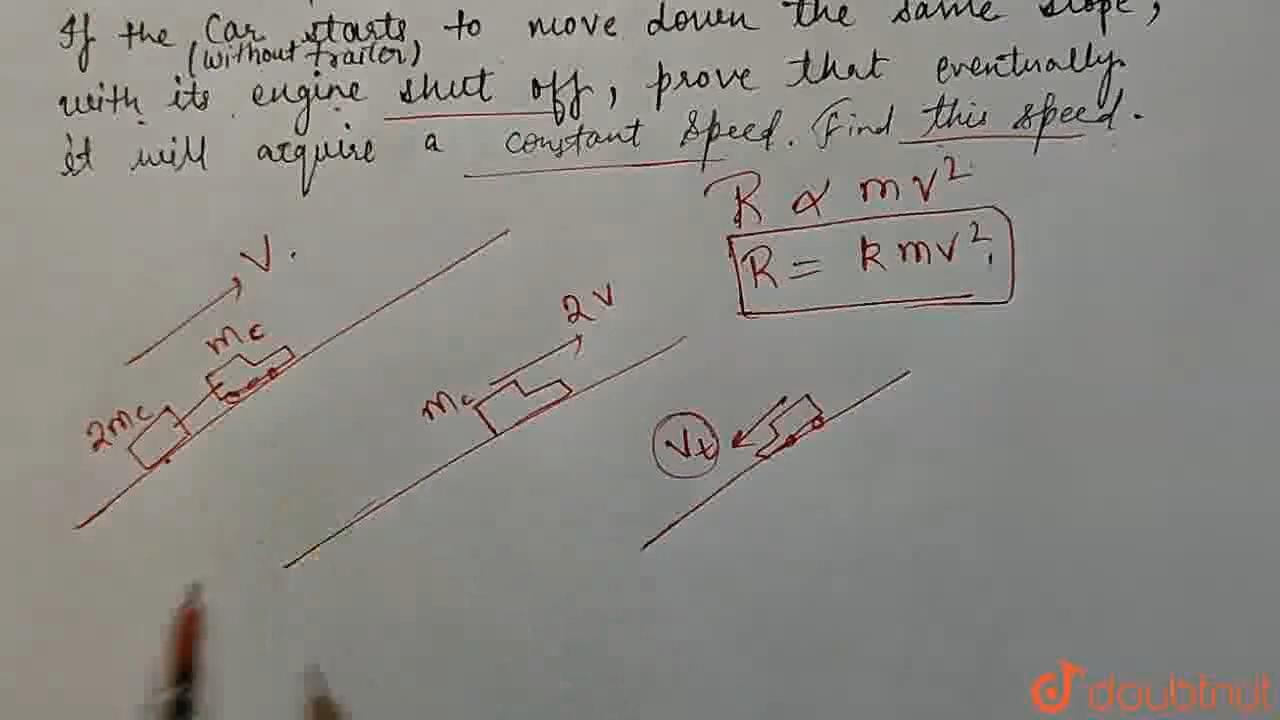 If the Car starts to move down the same slope,
(without trailor)
with its engine shut off, prove that eventually
it will acquire a constant speed. Find this speed.
R ∝ mv²
R = kmv²
V.
mc
2mc
2V
mc
Vt
doubtnut